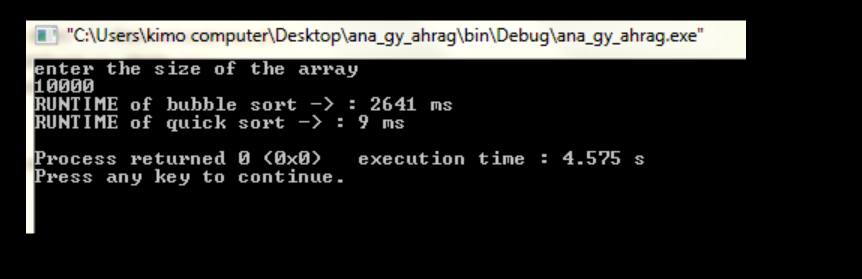 "C:\Users\kimo computer\Desktop\ana_gy_ahrag\bin\Debug\ana_gy_ahrag.exe"
enter the size of the array
10000
RUNTIME of bubble sort -> : 2641 ms
RUNTIME of quick sort -> : 9 ms
Process returned 0 (0x0)   execution time : 4.575 s
Press any key to continue.